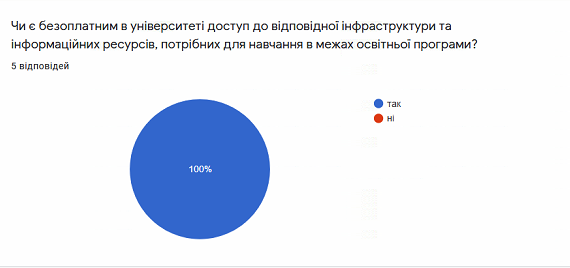 Чи є безоплатним в університеті доступ до відповідної інфраструктури та
інформаційних ресурсів, потрібних для навчання в межах освітньої програми?
5 відповідей
так
ні
100%